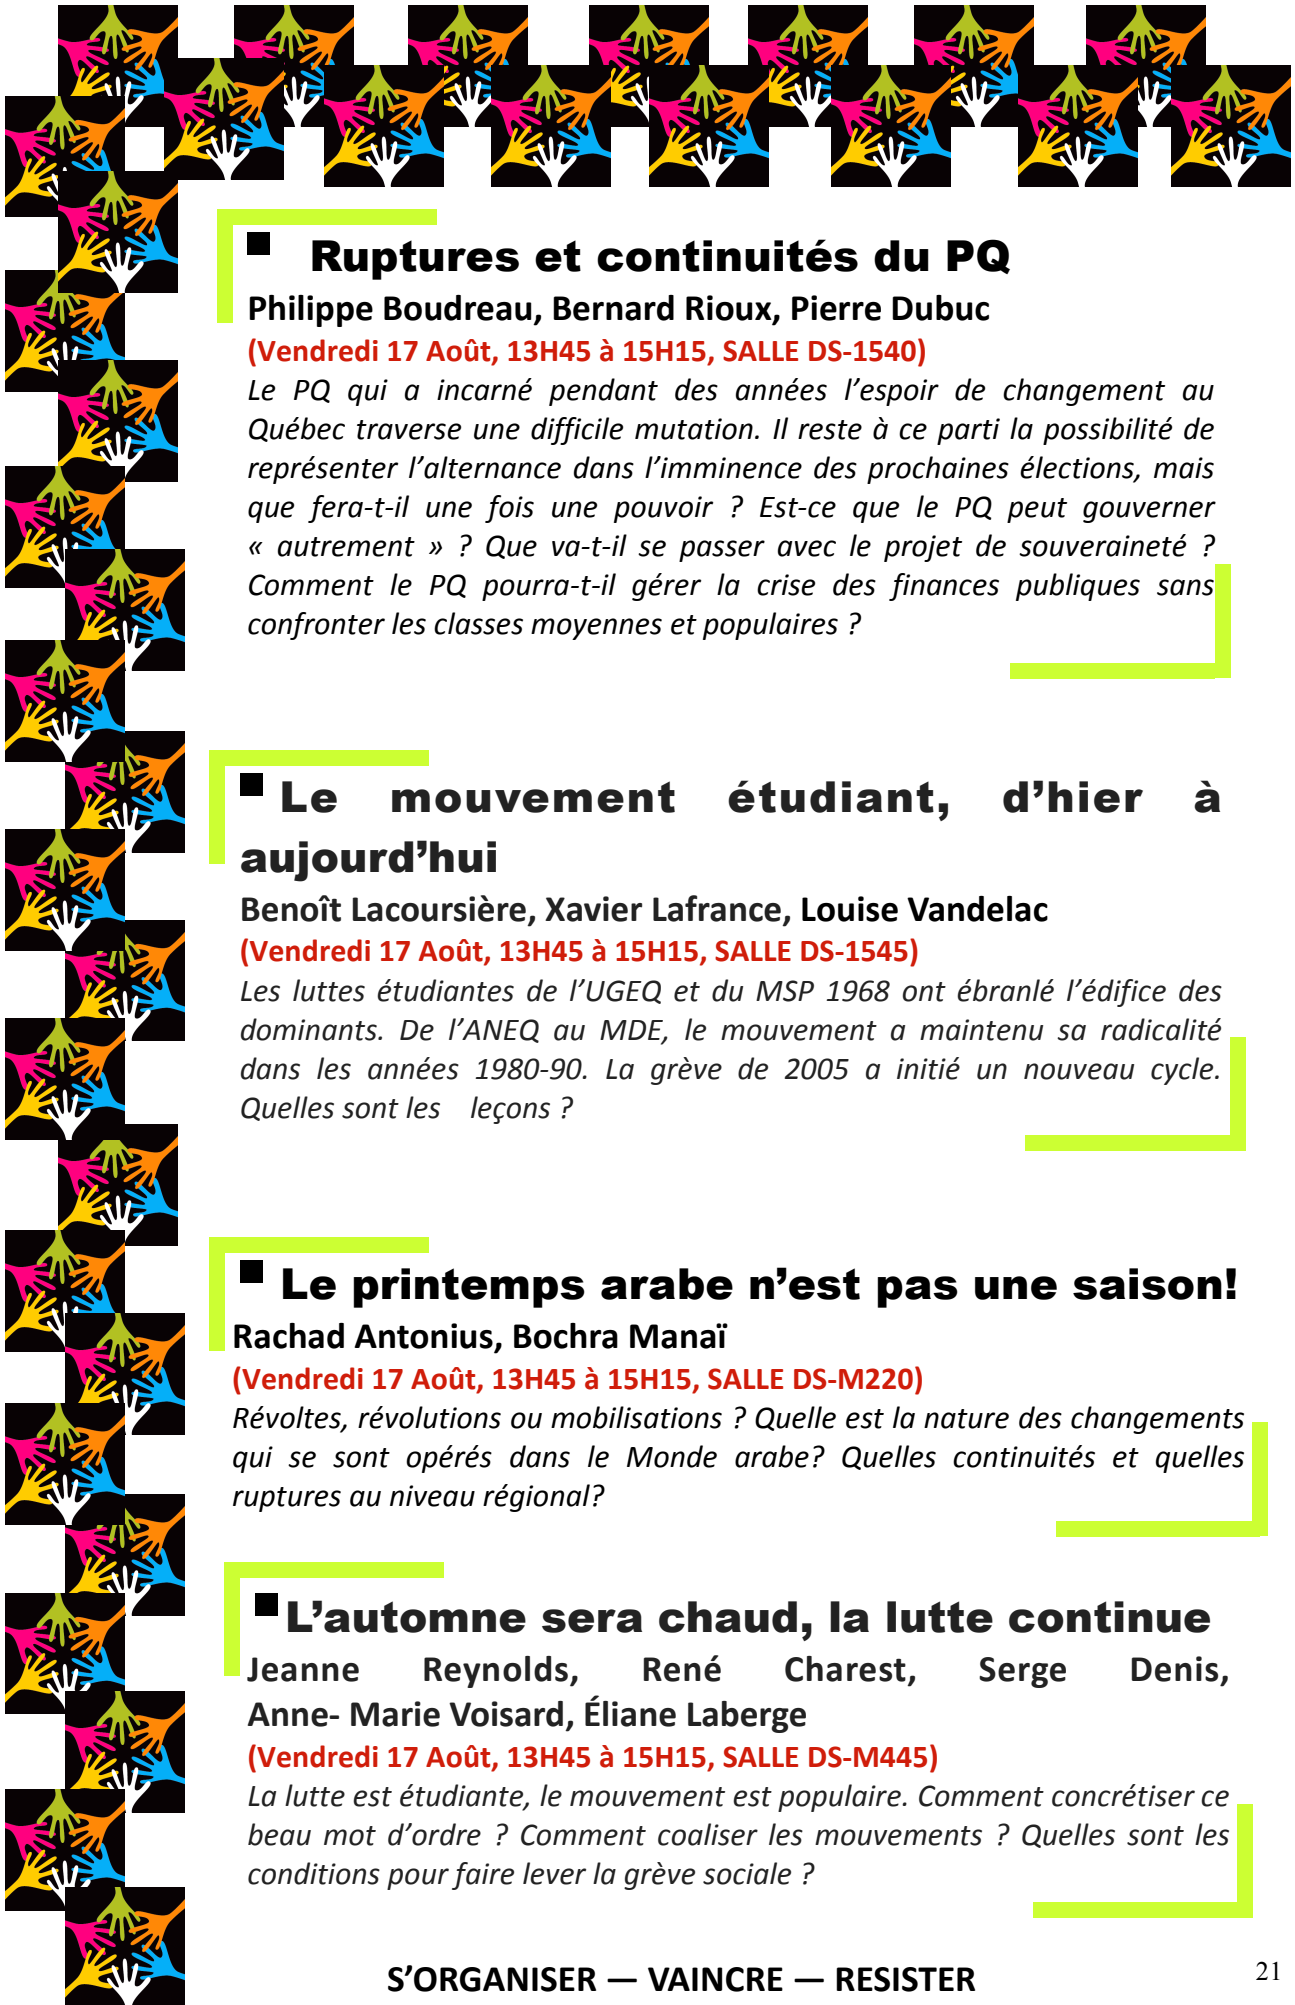 ■ Ruptures et continuités du PQ
Philippe Boudreau, Bernard Rioux, Pierre Dubuc
(Vendredi 17 Août, 13H45 à 15H15, SALLE DS-1540)
Le PQ qui a incarné pendant des années l’espoir de changement au
Québec traverse une difficile mutation. Il reste à ce parti la possibilité de
représenter l’alternance dans l’imminence des prochaines élections, mais
que fera-t-il une fois une pouvoir ? Est-ce que le PQ peut gouverner
« autrement » ? Que va-t-il se passer avec le projet de souveraineté ?
Comment le PQ pourra-t-il gérer la crise des finances publiques sans
confronter les classes moyennes et populaires ?
■ Le mouvement étudiant, d’hier à
aujourd’hui
Benoît Lacoursière, Xavier Lafrance, Louise Vandelac
(Vendredi 17 Août, 13H45 à 15H15, SALLE DS-1545)
Les luttes étudiantes de l’UGEQ et du MSP 1968 ont ébranlé l’édifice des
dominants. De l’ANEQ au MDE, le mouvement a maintenu sa radicalité
dans les années 1980-90. La grève de 2005 a initié un nouveau cycle.
Quelles sont les leçons ?
■ Le printemps arabe n’est pas une saison!
Rachad Antonius, Bochra Manaï
(Vendredi 17 Août, 13H45 à 15H15, SALLE DS-M220)
Révoltes, révolutions ou mobilisations ? Quelle est la nature des changements
qui se sont opérés dans le Monde arabe? Quelles continuités et quelles
ruptures au niveau régional?
■ L’automne sera chaud, la lutte continue
Jeanne Reynolds, René Charest, Serge Denis,
Anne- Marie Voisard, Éliane Laberge
(Vendredi 17 Août, 13H45 à 15H15, SALLE DS-M445)
La lutte est étudiante, le mouvement est populaire. Comment concrétiser ce
beau mot d’ordre ? Comment coaliser les mouvements ? Quelles sont les
conditions pour faire lever la grève sociale ?
S’ORGANISER — VAINCRE — RESISTER
21